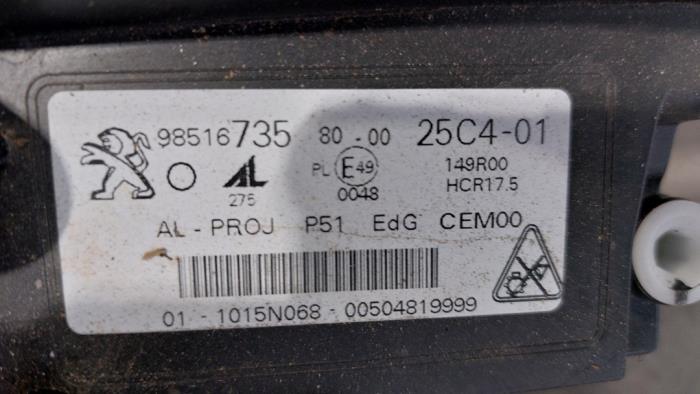 98516735 80-00 25C4-01
AL 275 PL E49 0048 149R00
HCR17.5
AL - PROJ P51 EdG CEM00
01 - 1015N068 - 00504819999